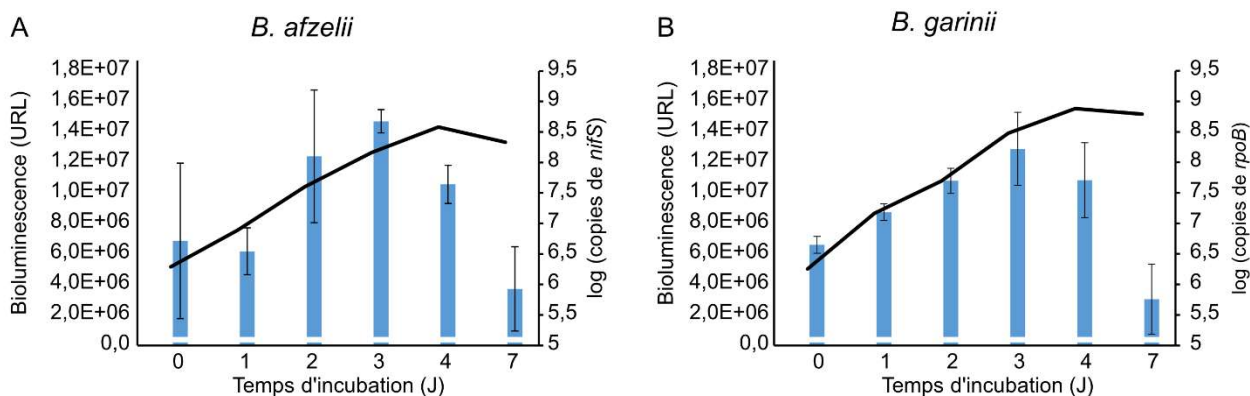 A
B. afzelii
Bioluminescence (URL)
1,8E+07
1,6E+07
1,4E+07
1,2E+07
1,0E+07
8,0E+06
6,0E+06
4,0E+06
2,0E+06
0,0
9,5
9
8,5
8
7,5
7
6,5
6
5,5
5
log (copies de nifS)
0 1 2 3 4 7
Temps d'incubation (J)
B
B. garinii
Bioluminescence (URL)
1,8E+07
1,6E+07
1,4E+07
1,2E+07
1,0E+07
8,0E+06
6,0E+06
4,0E+06
2,0E+06
0,0
9,5
9
8,5
8
7,5
7
6,5
6
5,5
5
log (copies de rpoB)
0 1 2 3 4 7
Temps d'incubation (J)